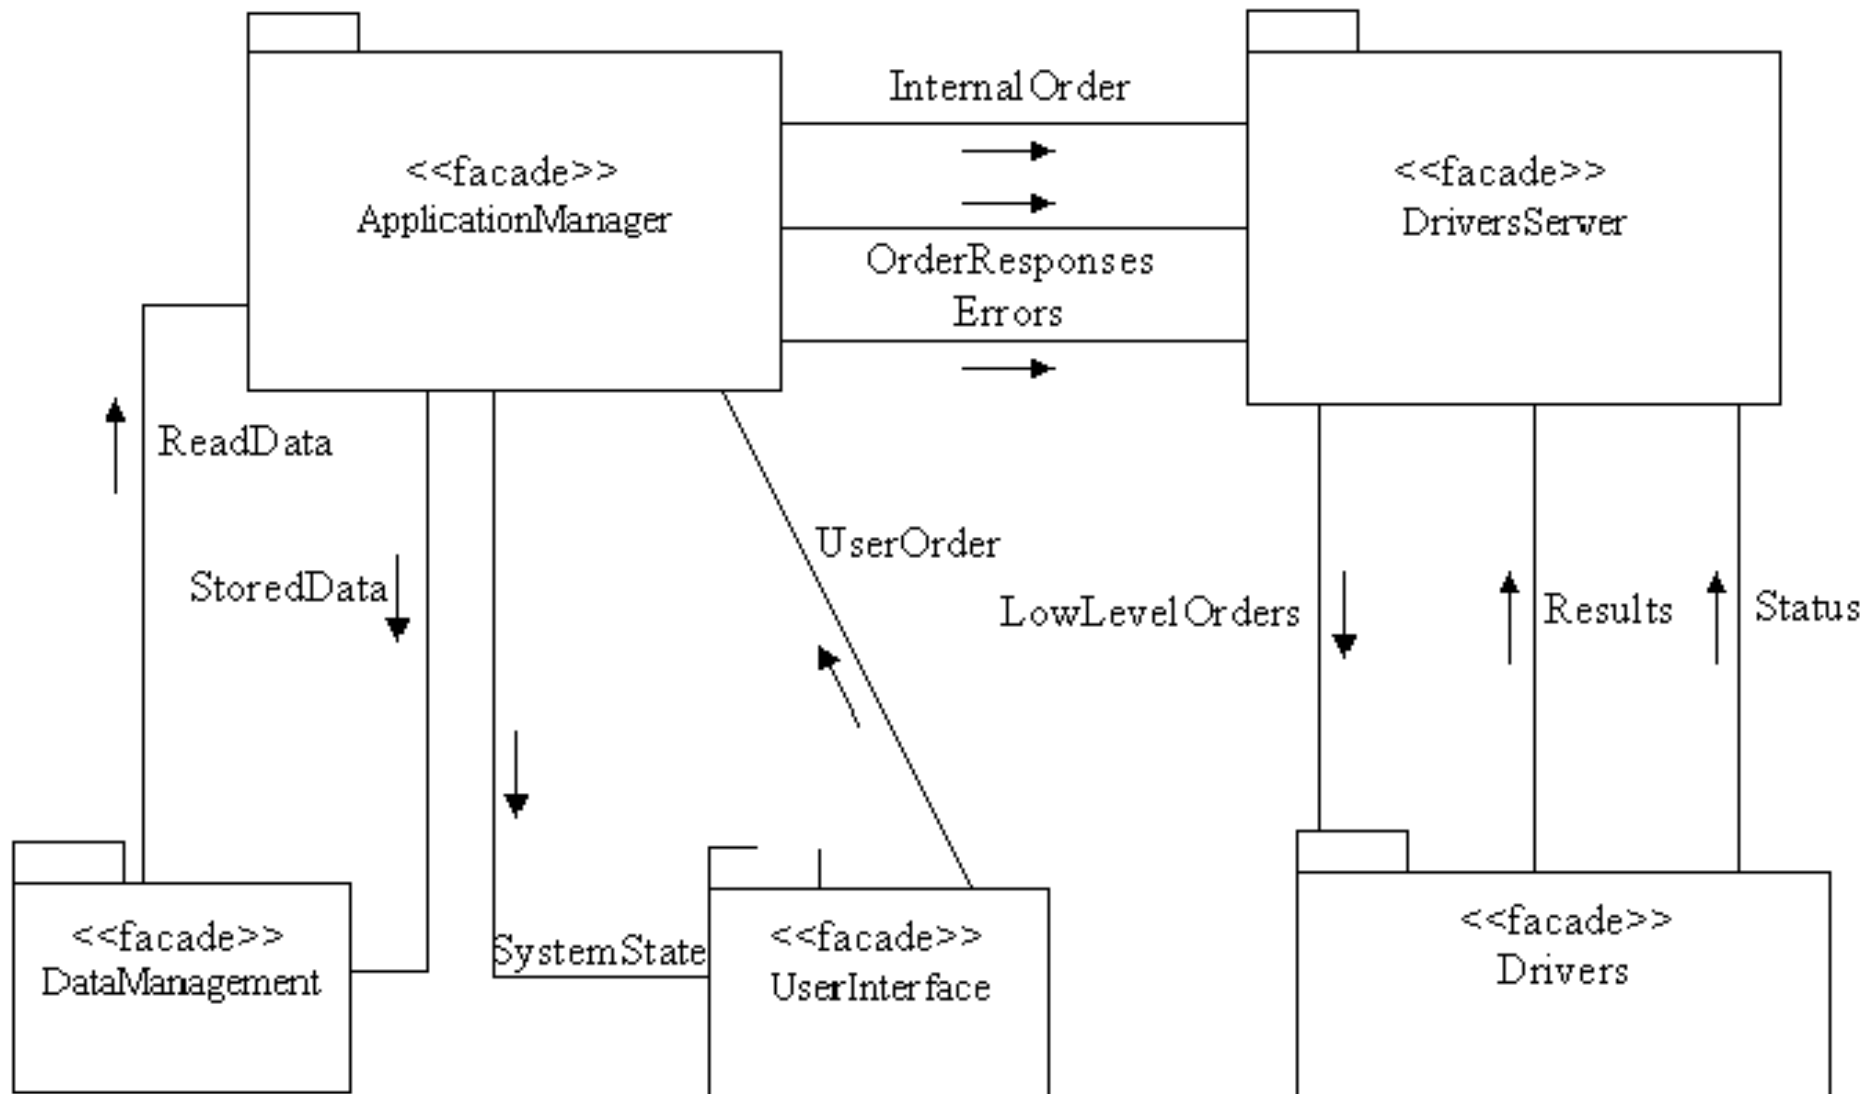 InternalOrder
<<facade>>
ApplicationManager
<<facade>>
DriversServer
OrderResponses
Errors
ReadData
StoredData
UserOrder
LowLevelOrders
Results
Status
SystemState
<<facade>>
DataManagement
<<facade>>
UserInterface
<<facade>>
Drivers